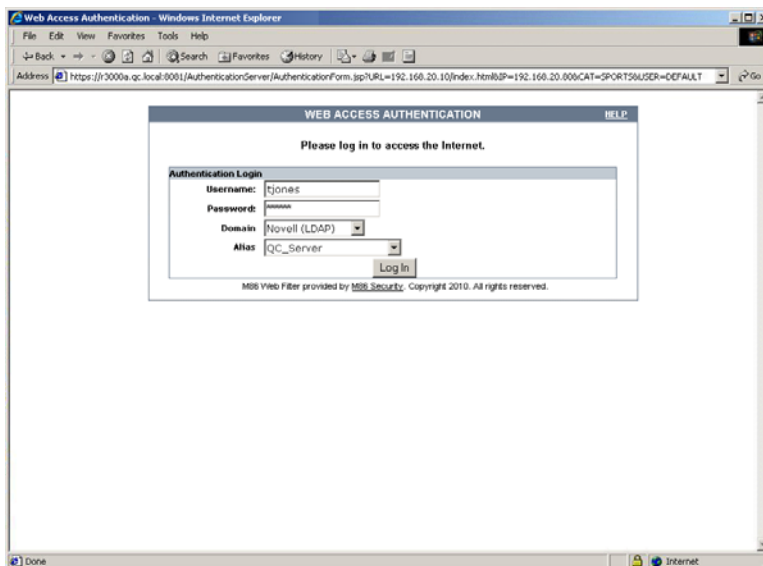 Web Access Authentication - Windows Internet Explorer
File Edit View Favorites Tools Help
Back Search Favorites History
Address https://r3000a.qc.local:8081/AuthenticationServer/AuthenticationForm.jsp?URL=192.168.20.10/index.html&IP=192.168.20.80&CAT=SPORTS&USER=DEFAULT Go
WEB ACCESS AUTHENTICATION HELP
Please log in to access the Internet.
Authentication Login
Username: tjones
Password: ******
Domain Novell (LDAP)
Alias QC_Server
Log In
M86 Web Filter provided by M86 Security. Copyright 2010. All rights reserved.
Done Internet